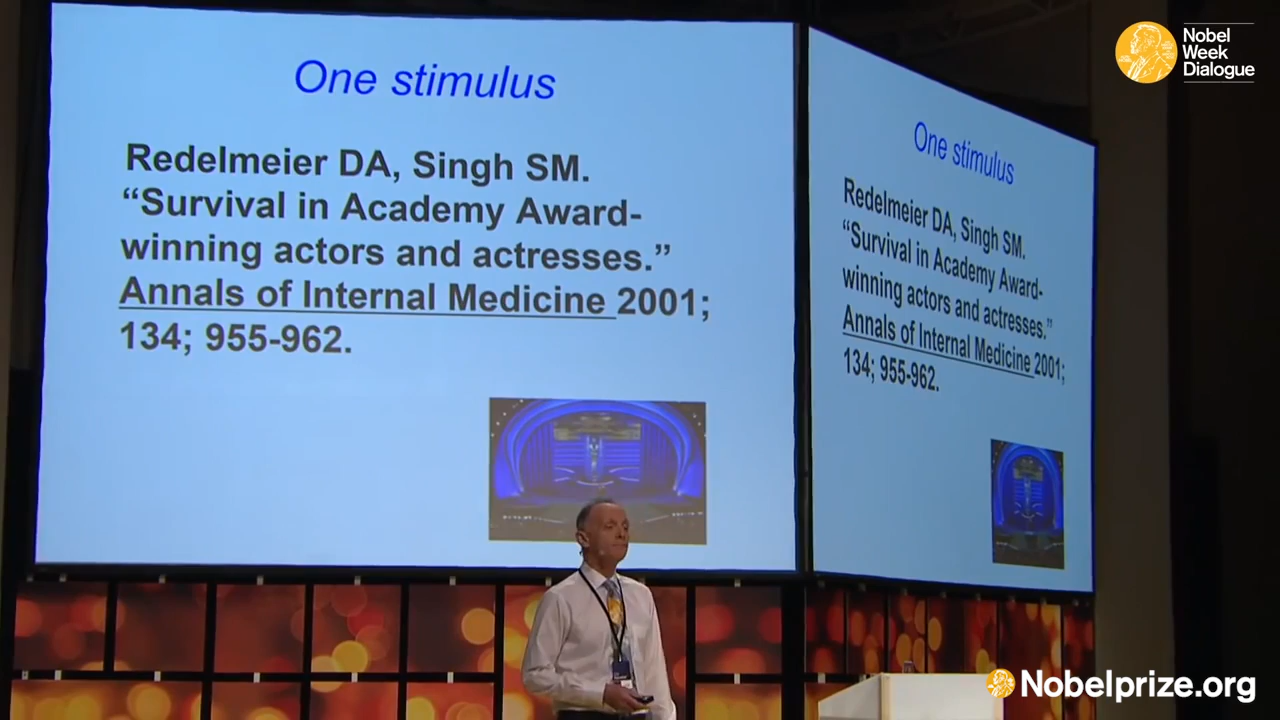 One stimulus
Redelmeier DA, Singh SM.
“Survival in Academy Award-
winning actors and actresses.”
Annals of Internal Medicine 2001;
134; 955-962.
One stimulus
Redelmeier DA, Singh SM.
“Survival in Academy Award-
winning actors and actresses.”
Annals of Internal Medicine 2001;
134; 955-962.
Nobel
Week
Dialogue
Nobelprize.org